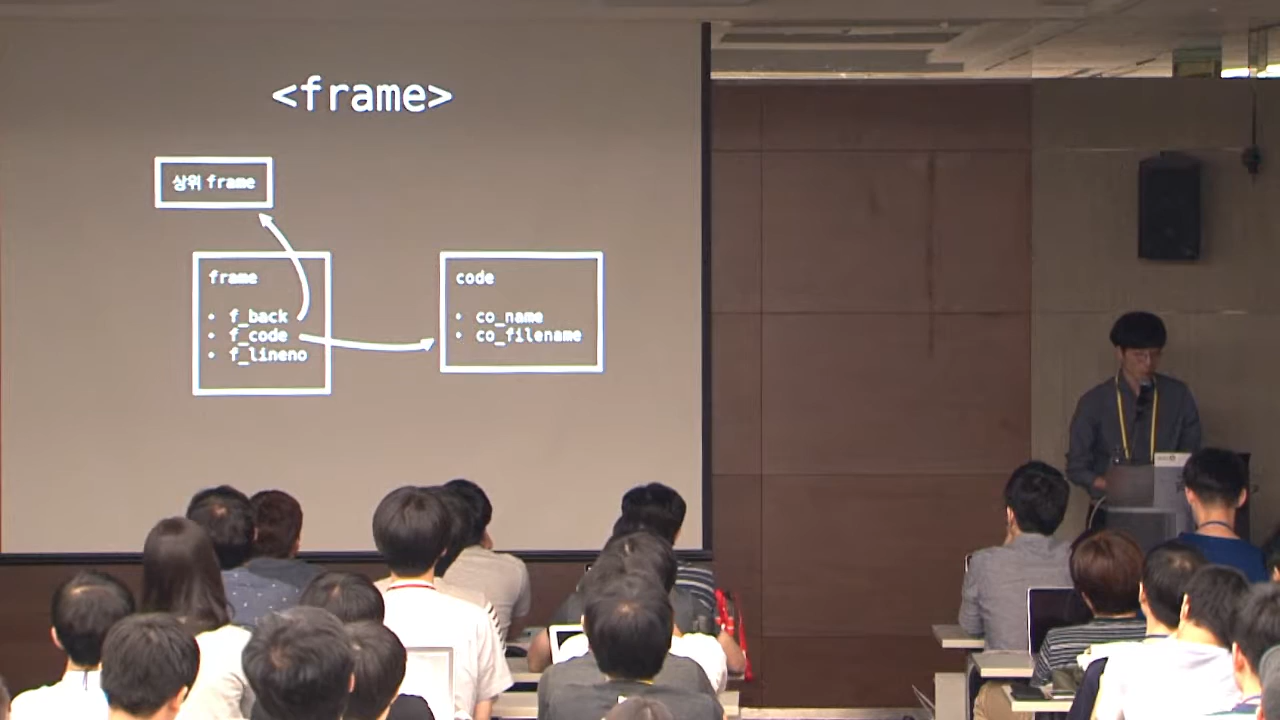 <frame>
상위 frame
frame
• f_back
• f_code
• f_lineno
code
• co_name
• co_filename